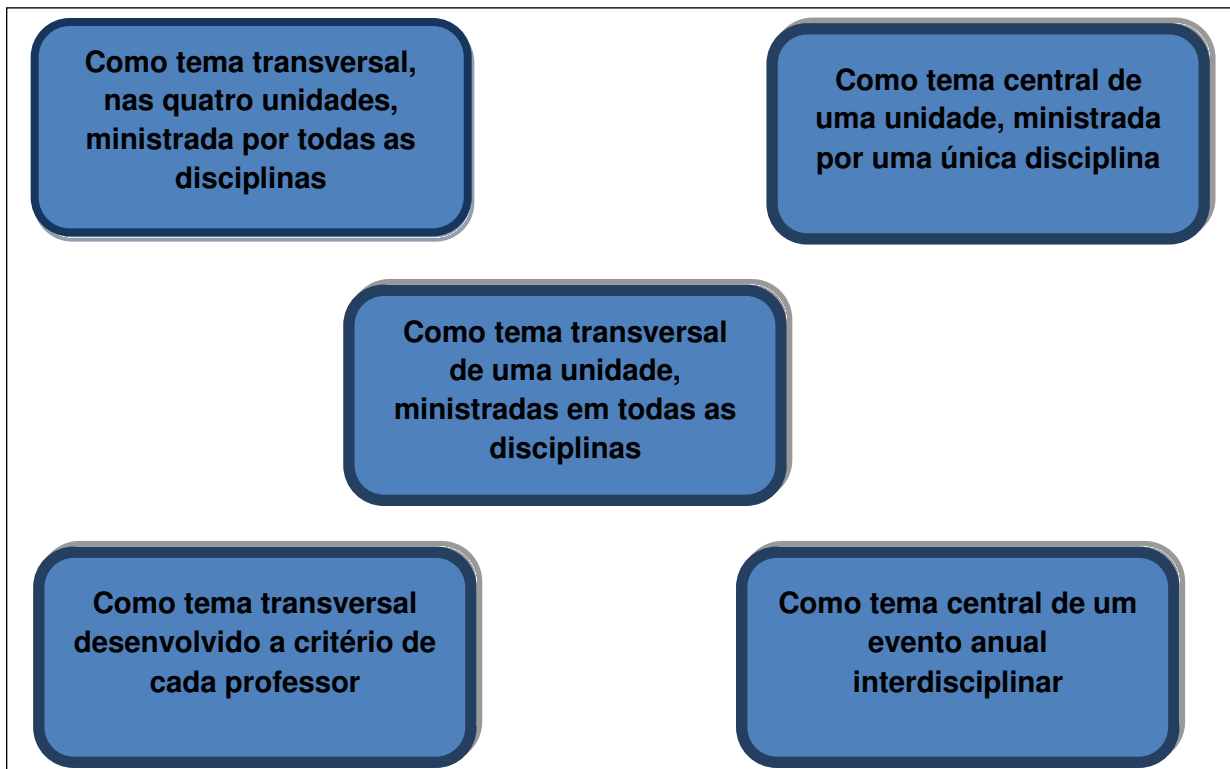 Como tema transversal,
nas quatro unidades,
ministrada por todas as
disciplinas
Como tema central de
uma unidade, ministrada
por uma única disciplina
Como tema transversal
de uma unidade,
ministradas em todas as
disciplinas
Como tema transversal
desenvolvido a critério de
cada professor
Como tema central de um
evento anual
interdisciplinar